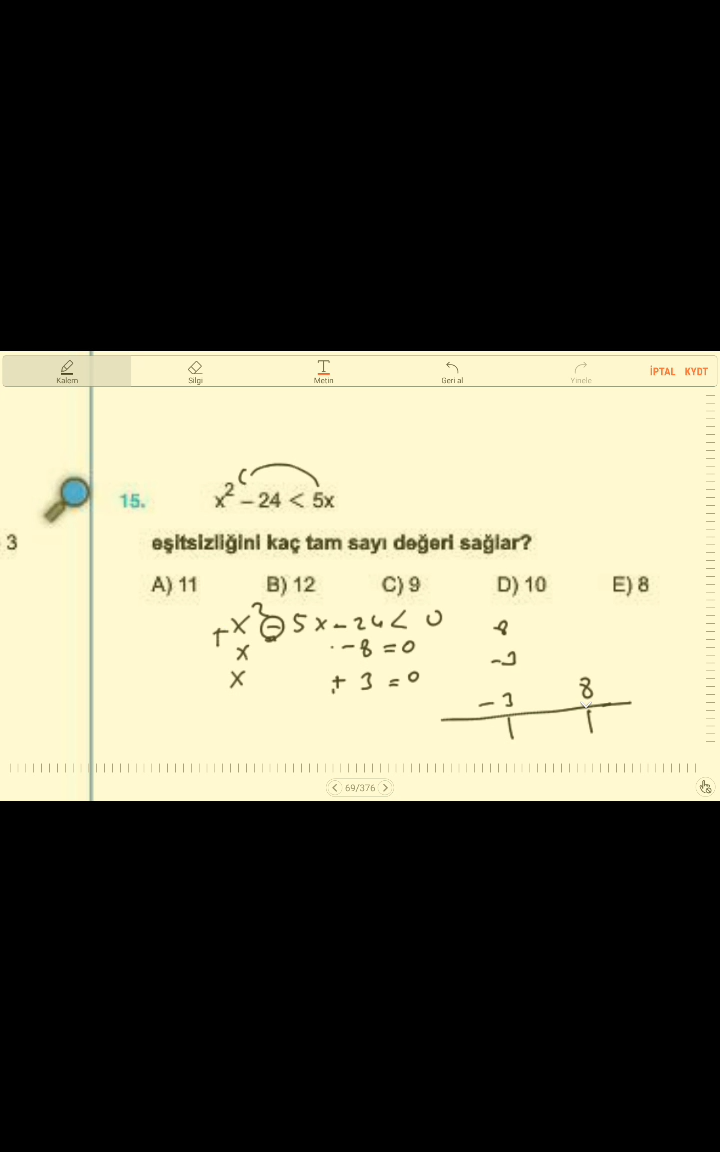 Kalem Silgi Metin Geri al Yinele İPTAL KYDT
15. x² – 24 < 5x
3 eşitsizliğini kaç tam sayı değeri sağlar?
A) 11 B) 12 C) 9 D) 10 E) 8
+x² – 5x – 24 < 0 8
x – 8 = 0
-3
x + 3 = 0
-3 8
69/376